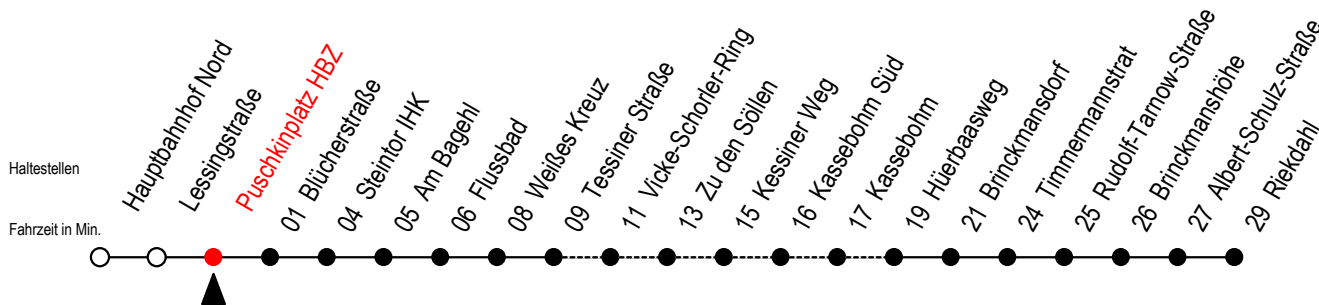 Haltestellen
Fahrzeit in Min.
Hauptbahnhof Nord
Lessingstraße
Puschkinplatz HBZ
01 Blücherstraße
04 Steintor IHK
05 Am Bagehl
06 Flussbad
08 Weißes Kreuz
09 Tessiner Straße
11 Vicke-Schorler-Ring
13 Zu den Söllen
15 Kessiner Weg
16 Kassebohm Süd
17 Kassebohm
19 Hüerbaasweg
21 Brinckmansdorf
24 Timmermannstrat
25 Rudolf-Tarnow-Straße
26 Brinckmanshöhe
27 Albert-Schulz-Straße
29 Riekdahl